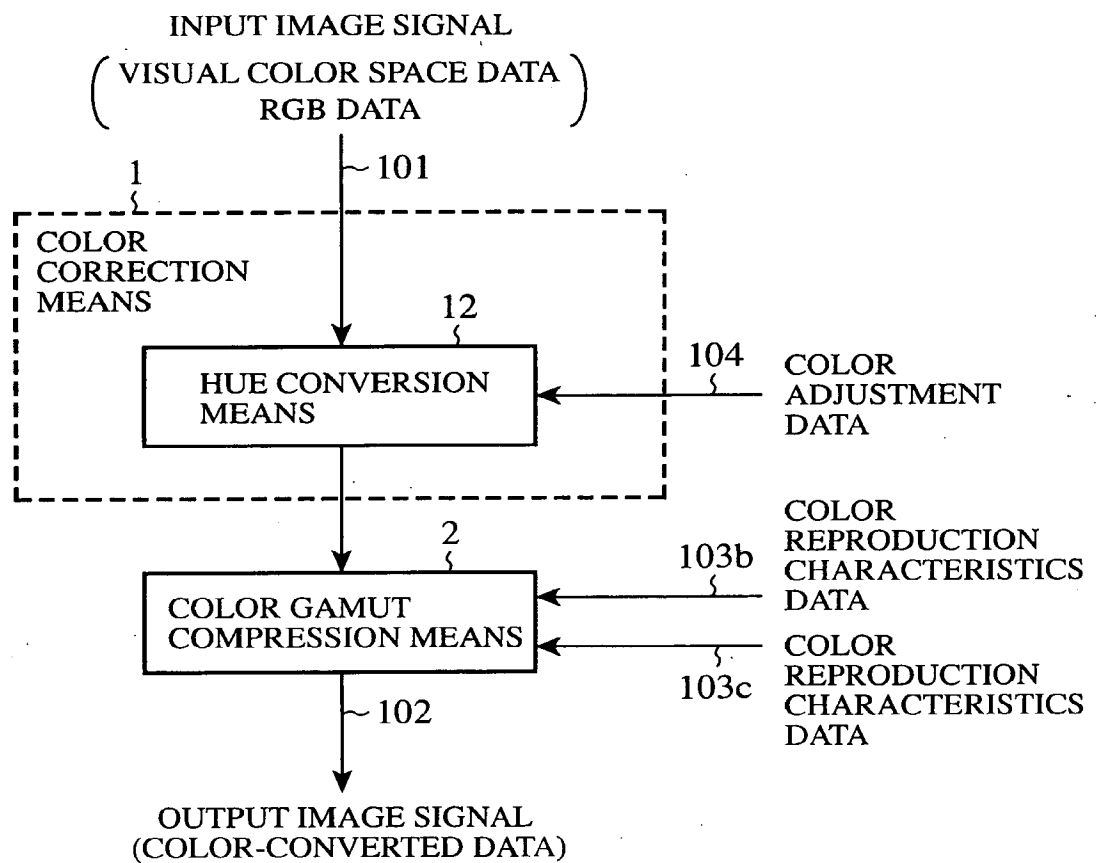 INPUT IMAGE SIGNAL
VISUAL COLOR SPACE DATA
RGB DATA
101
1
COLOR
CORRECTION
MEANS
12
HUE CONVERSION
MEANS
104
COLOR
ADJUSTMENT
DATA
2
COLOR GAMUT
COMPRESSION MEANS
103b
COLOR
REPRODUCTION
CHARACTERISTICS
DATA
103c
COLOR
REPRODUCTION
CHARACTERISTICS
DATA
102
OUTPUT IMAGE SIGNAL
(COLOR-CONVERTED DATA)